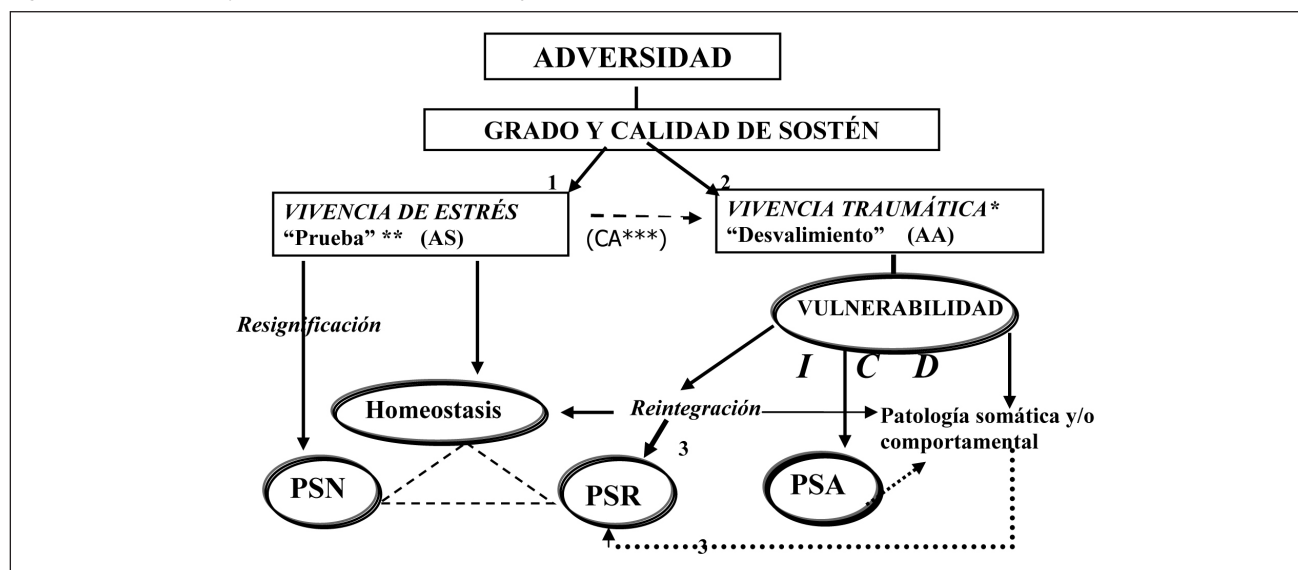 ADVERSIDAD
GRADO Y CALIDAD DE SOSTÉN
1
2
VIVENCIA DE ESTRÉS
“Prueba” ** (AS)
(CA***)
VIVENCIA TRAUMÁTICA*
“Desvalimiento” (AA)
VULNERABILIDAD
Resignificación
I C D
Homeostasis
Reintegración
Patología somática y/o
comportamental
3
PSN
PSR
PSA
3